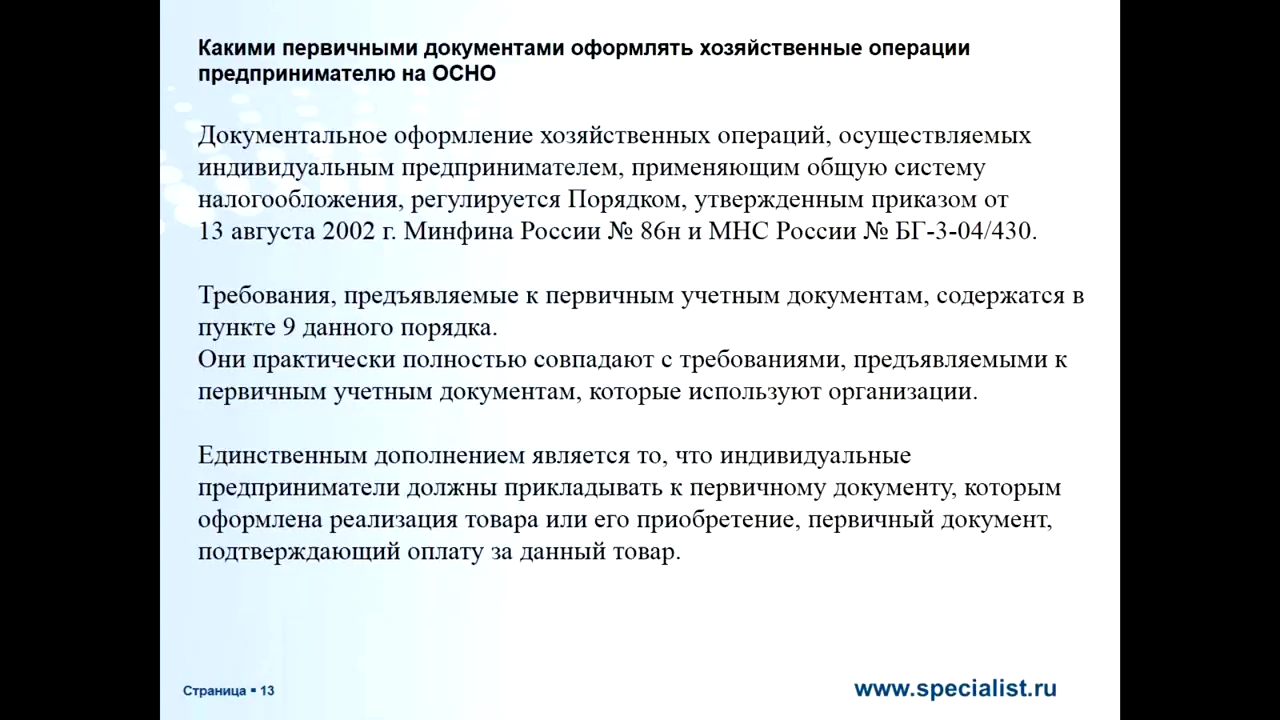 Какими первичными документами оформлять хозяйственные операции
предпринимателю на ОСНО
Документальное оформление хозяйственных операций, осуществляемых
индивидуальным предпринимателем, применяющим общую систему
налогообложения, регулируется Порядком, утвержденным приказом от
13 августа 2002 г. Минфина России № 86н и МНС России № БГ-3-04/430.
Требования, предъявляемые к первичным учетным документам, содержатся в
пункте 9 данного порядка.
Они практически полностью совпадают с требованиями, предъявляемыми к
первичным учетным документам, которые используют организации.
Единственным дополнением является то, что индивидуальные
предприниматели должны прикладывать к первичному документу, которым
оформлена реализация товара или его приобретение, первичный документ,
подтверждающий оплату за данный товар.
Страница ▪ 13
www.specialist.ru